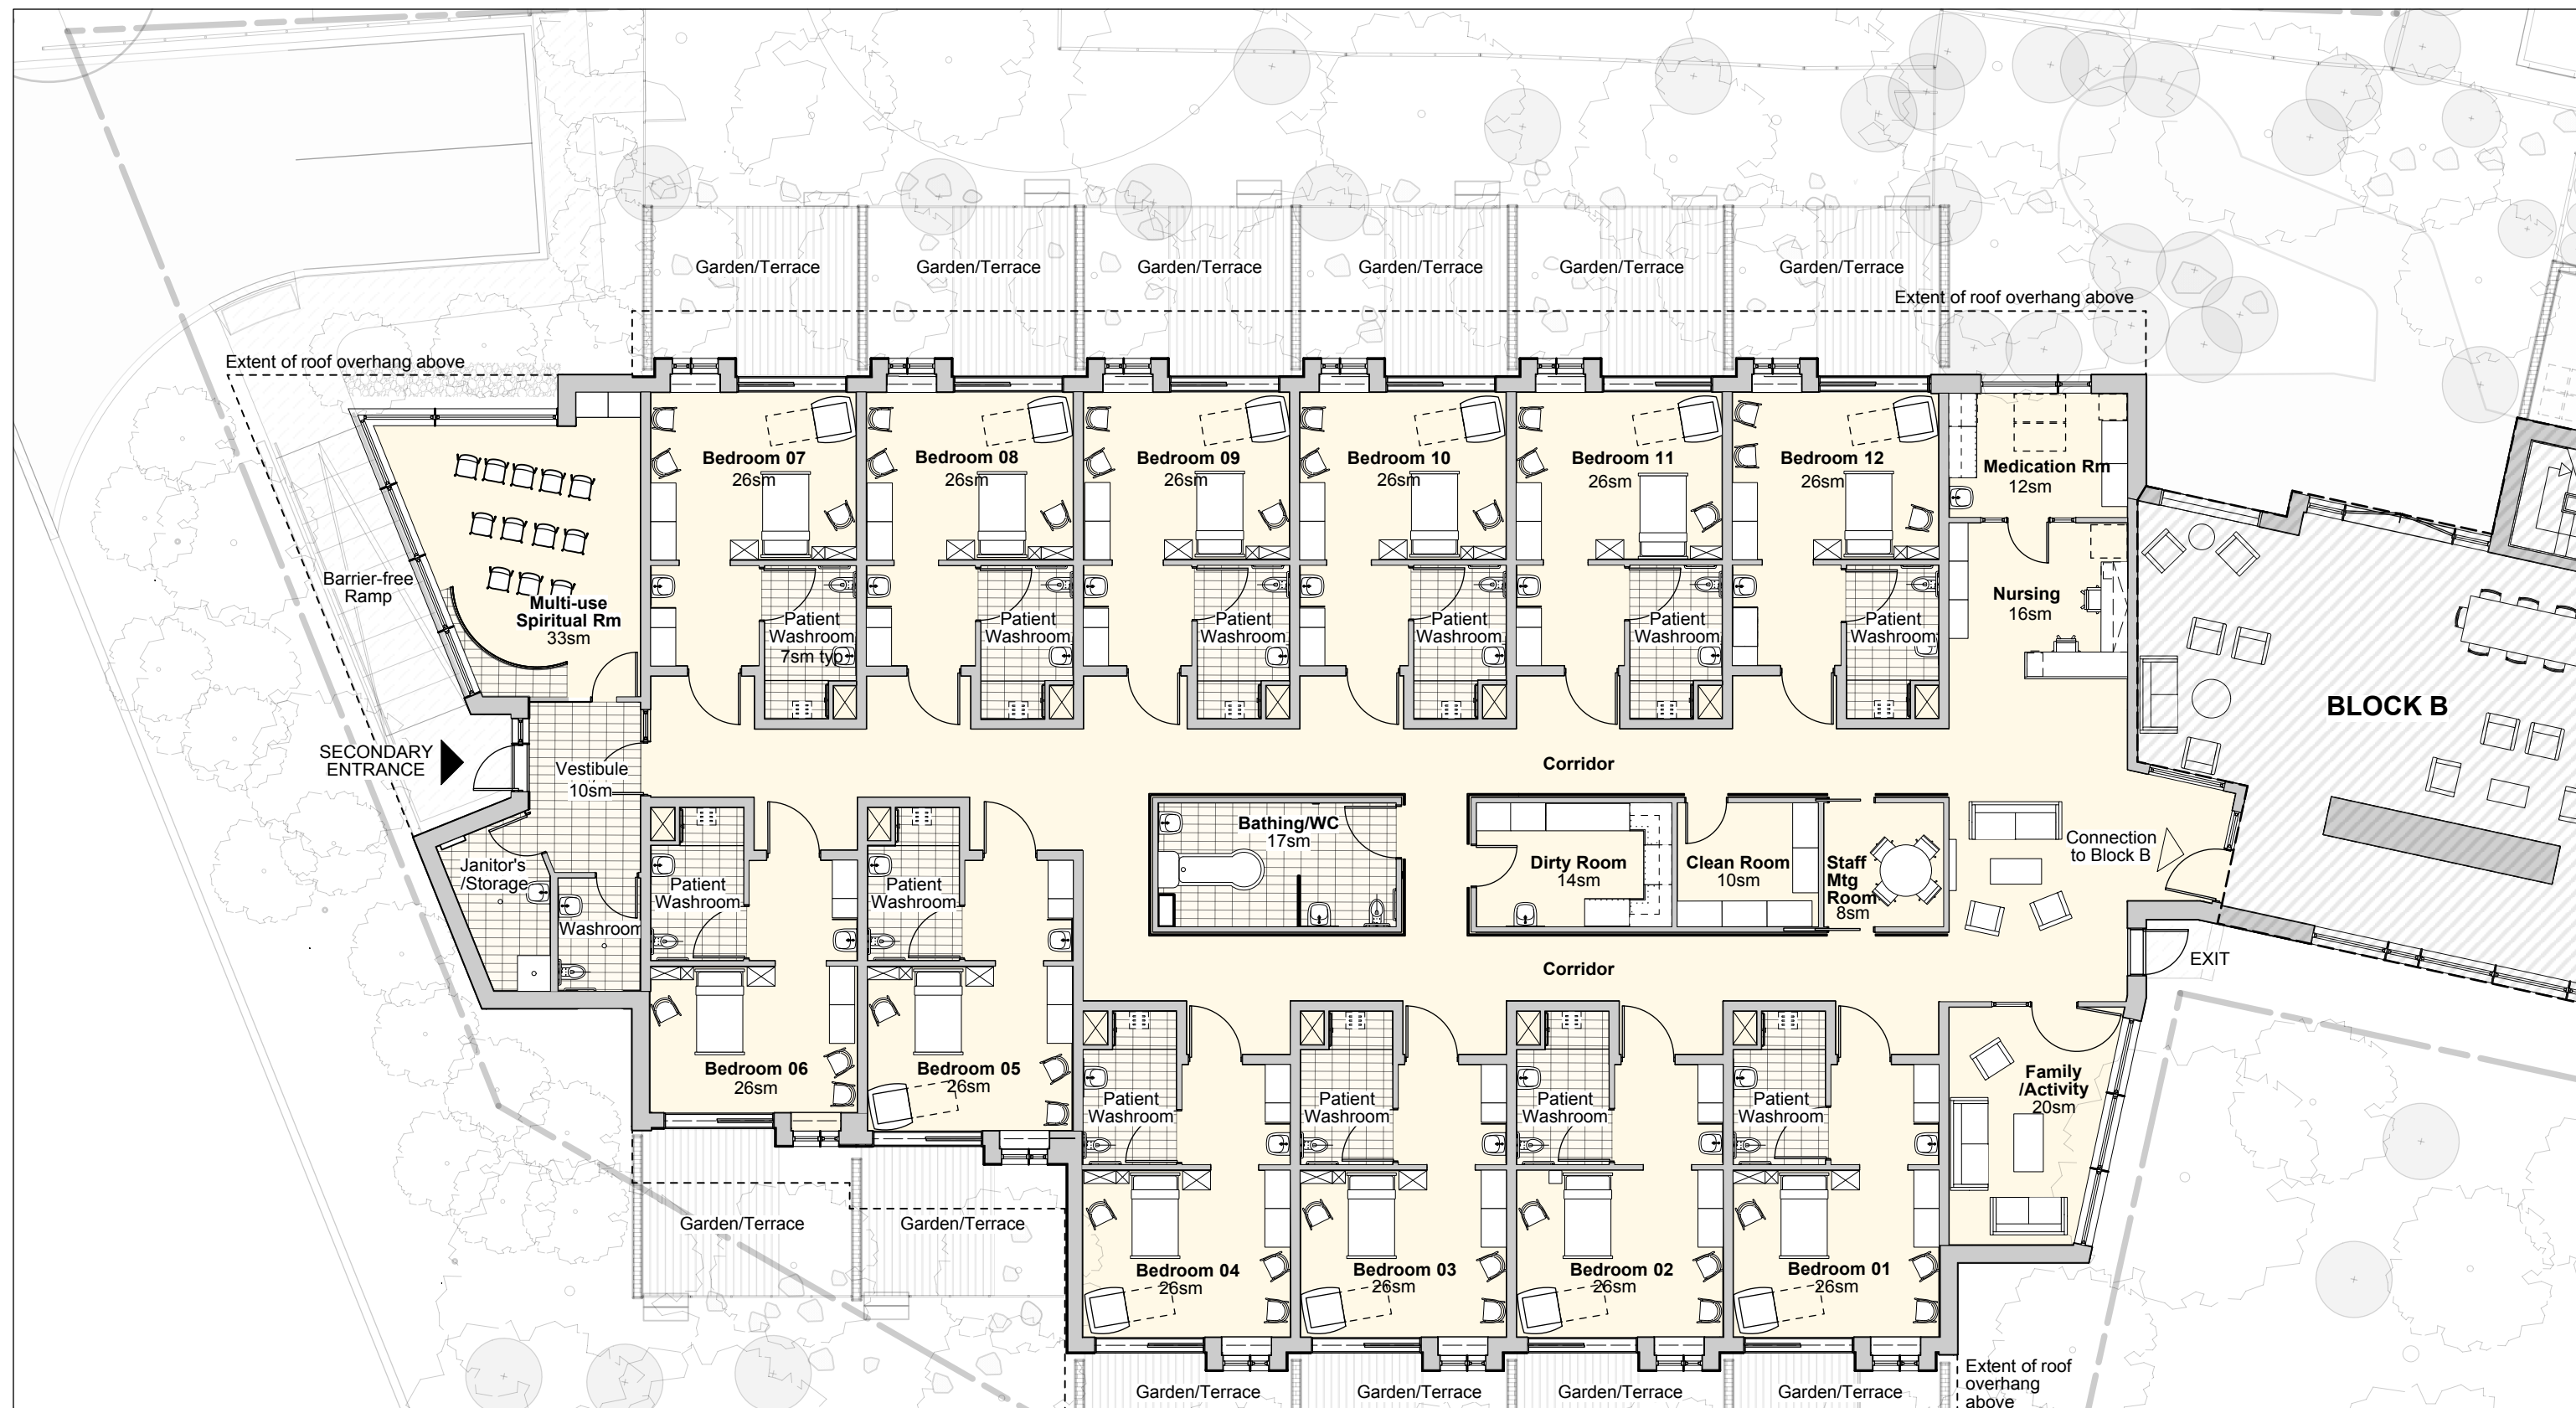 Garden/Terrace
Garden/Terrace
Garden/Terrace
Garden/Terrace
Garden/Terrace
Garden/Terrace
Extent of roof overhang above
Extent of roof overhang above
Bedroom 07
26sm
Bedroom 08
26sm
Bedroom 09
26sm
Bedroom 10
26sm
Bedroom 11
26sm
Bedroom 12
26sm
Medication Rm
12sm
Barrier-free
Ramp
Multi-use
Spiritual Rm
33sm
Patient
Washroom
7sm typ
Patient
Washroom
Patient
Washroom
Patient
Washroom
Patient
Washroom
Patient
Washroom
Nursing
16sm
BLOCK B
SECONDARY
ENTRANCE
Vestibule
10sm
Corridor
Janitor's
/Storage
Washroom
Patient
Washroom
Patient
Washroom
Bathing/WC
17sm
Dirty Room
14sm
Clean Room
10sm
Staff
Mtg
Room
8sm
Connection
to Block B
Corridor
EXIT
Bedroom 06
26sm
Bedroom 05
26sm
Patient
Washroom
Patient
Washroom
Patient
Washroom
Patient
Washroom
Family
/Activity
20sm
Garden/Terrace
Garden/Terrace
Bedroom 04
26sm
Bedroom 03
26sm
Bedroom 02
26sm
Bedroom 01
26sm
Garden/Terrace
Garden/Terrace
Garden/Terrace
Garden/Terrace
Extent of roof
overhang
above